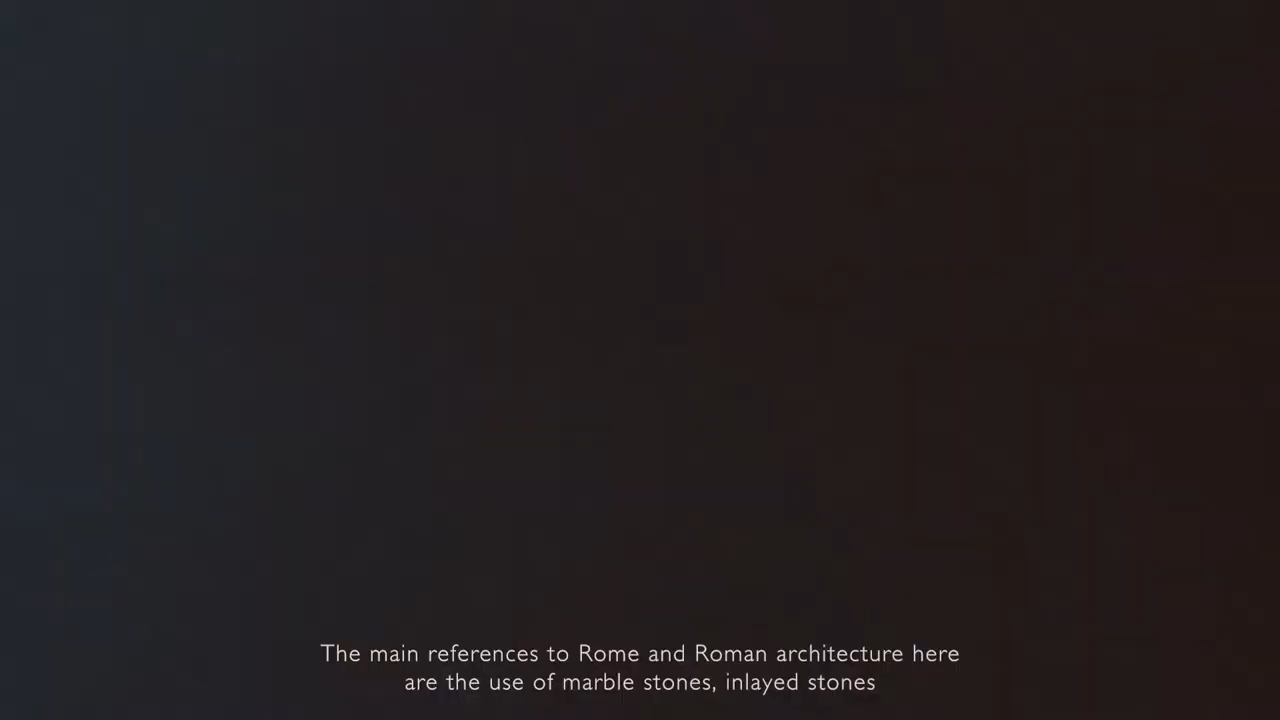 The main references to Rome and Roman architecture here
are the use of marble stones, inlayed stones